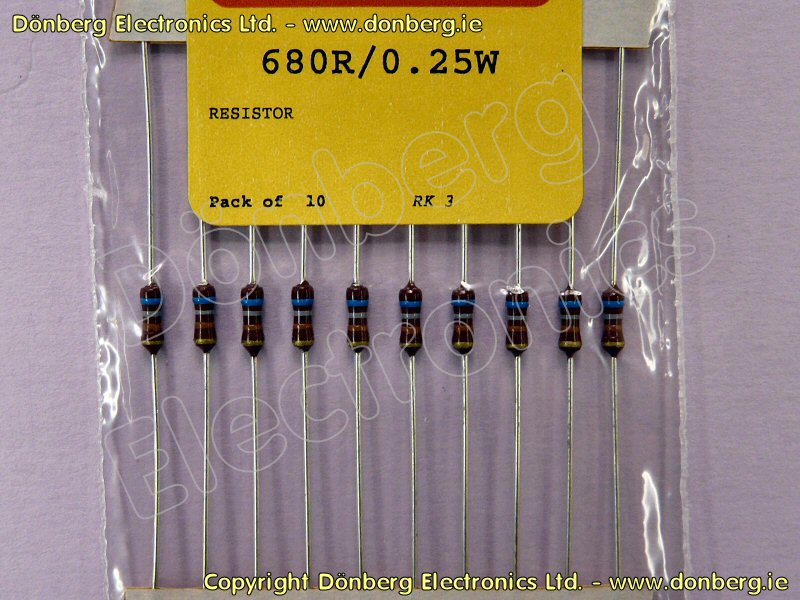 Dönberg Electronics Ltd. - www.donberg.ie
680R/0.25W
RESISTOR
Pack of 10 RK 3
Dönberg
Electronics
Copyright Dönberg Electronics Ltd. - www.donberg.ie